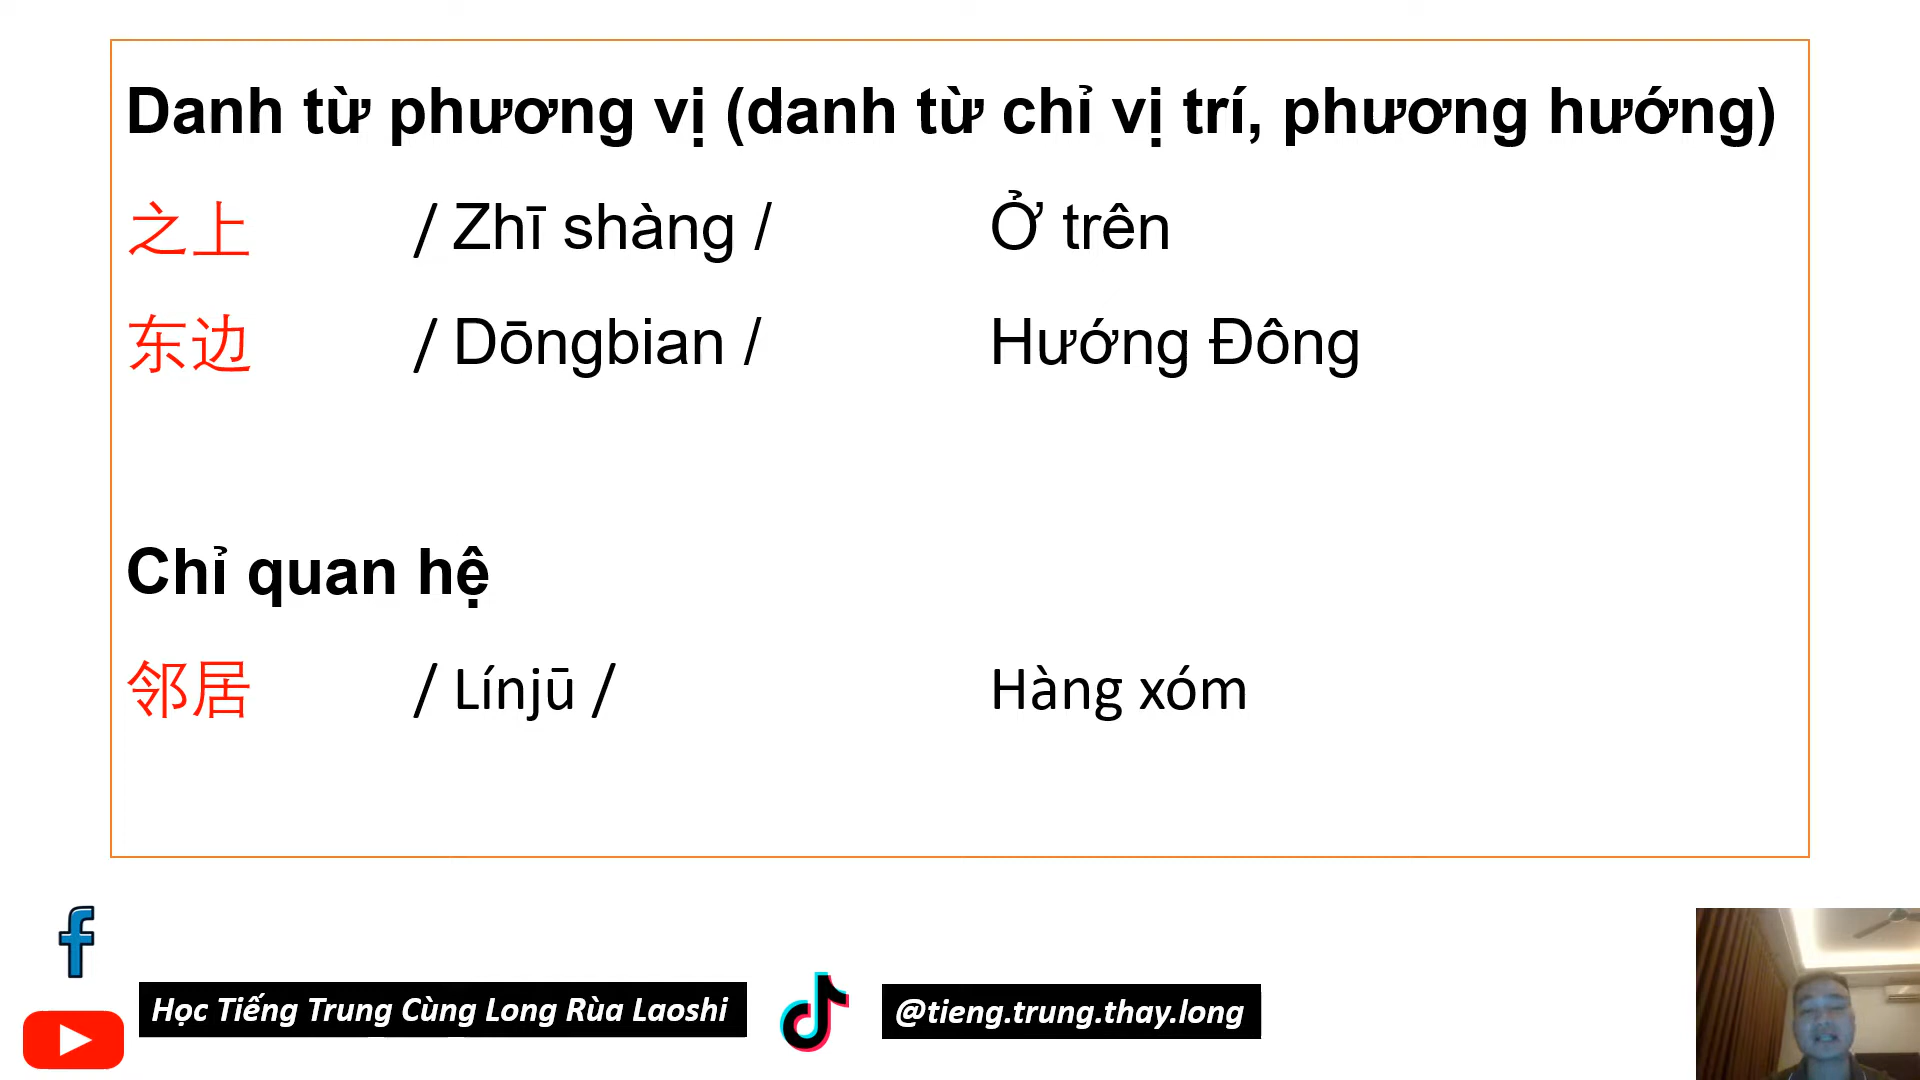 Danh từ phương vị (danh từ chỉ vị trí, phương hướng)
之上 / Zhī shàng / Ở trên
东边 / Dōngbian / Hướng Đông
Chỉ quan hệ
邻居 / Línjū / Hàng xóm
Học Tiếng Trung Cùng Long Rùa Laoshi
@tieng.trung.thay.long